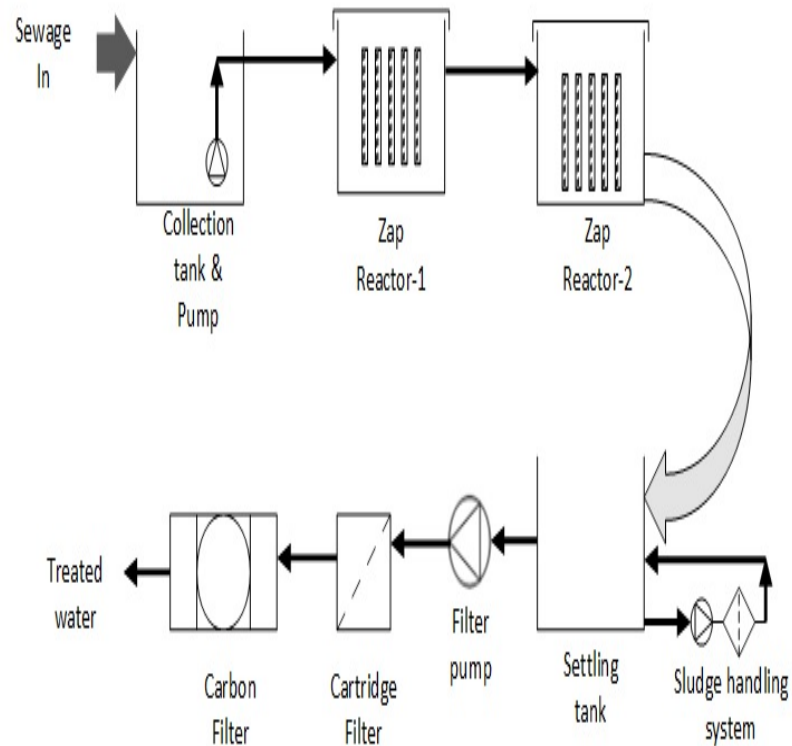 Sewage
In
Collection
tank &
Pump
Zap
Reactor-1
Zap
Reactor-2
Treated
water
Carbon
Filter
Cartridge
Filter
Filter
pump
Settling
tank
Sludge handling
system